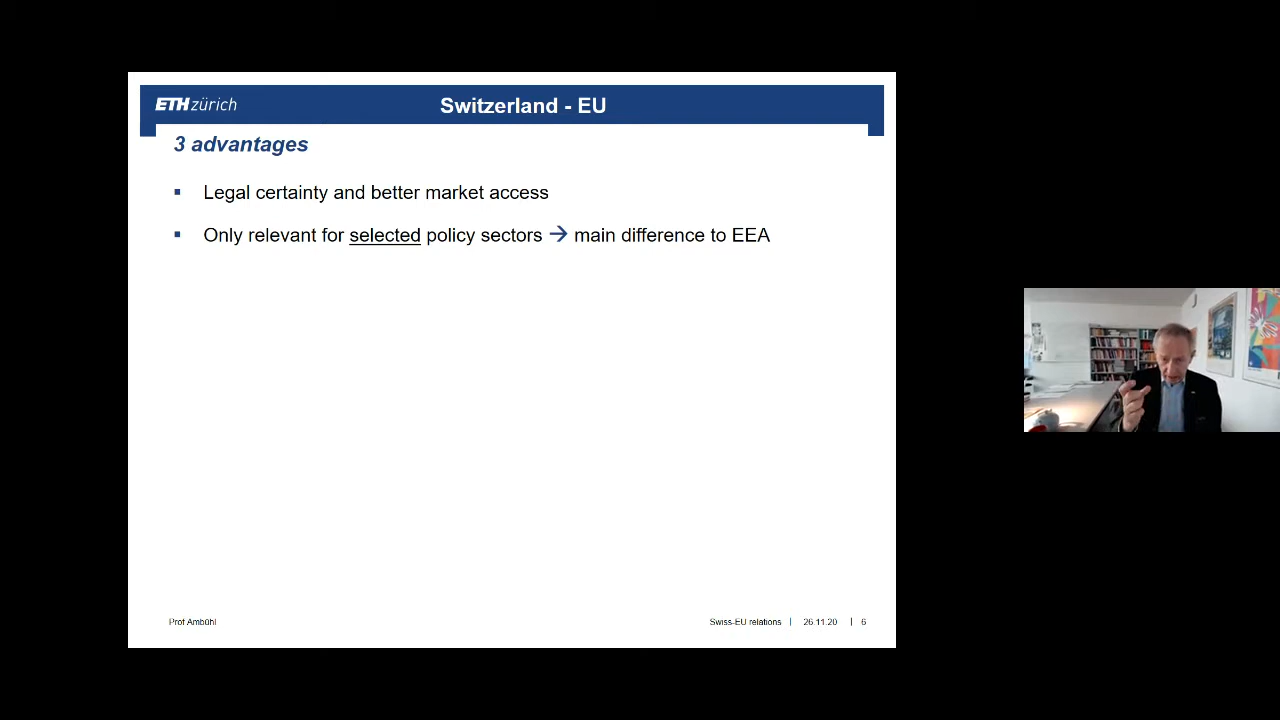 ETH zürich
Switzerland - EU
3 advantages
▪ Legal certainty and better market access
▪ Only relevant for selected policy sectors → main difference to EEA
Prof Ambühl
Swiss-EU relations | 26.11.20 | 6